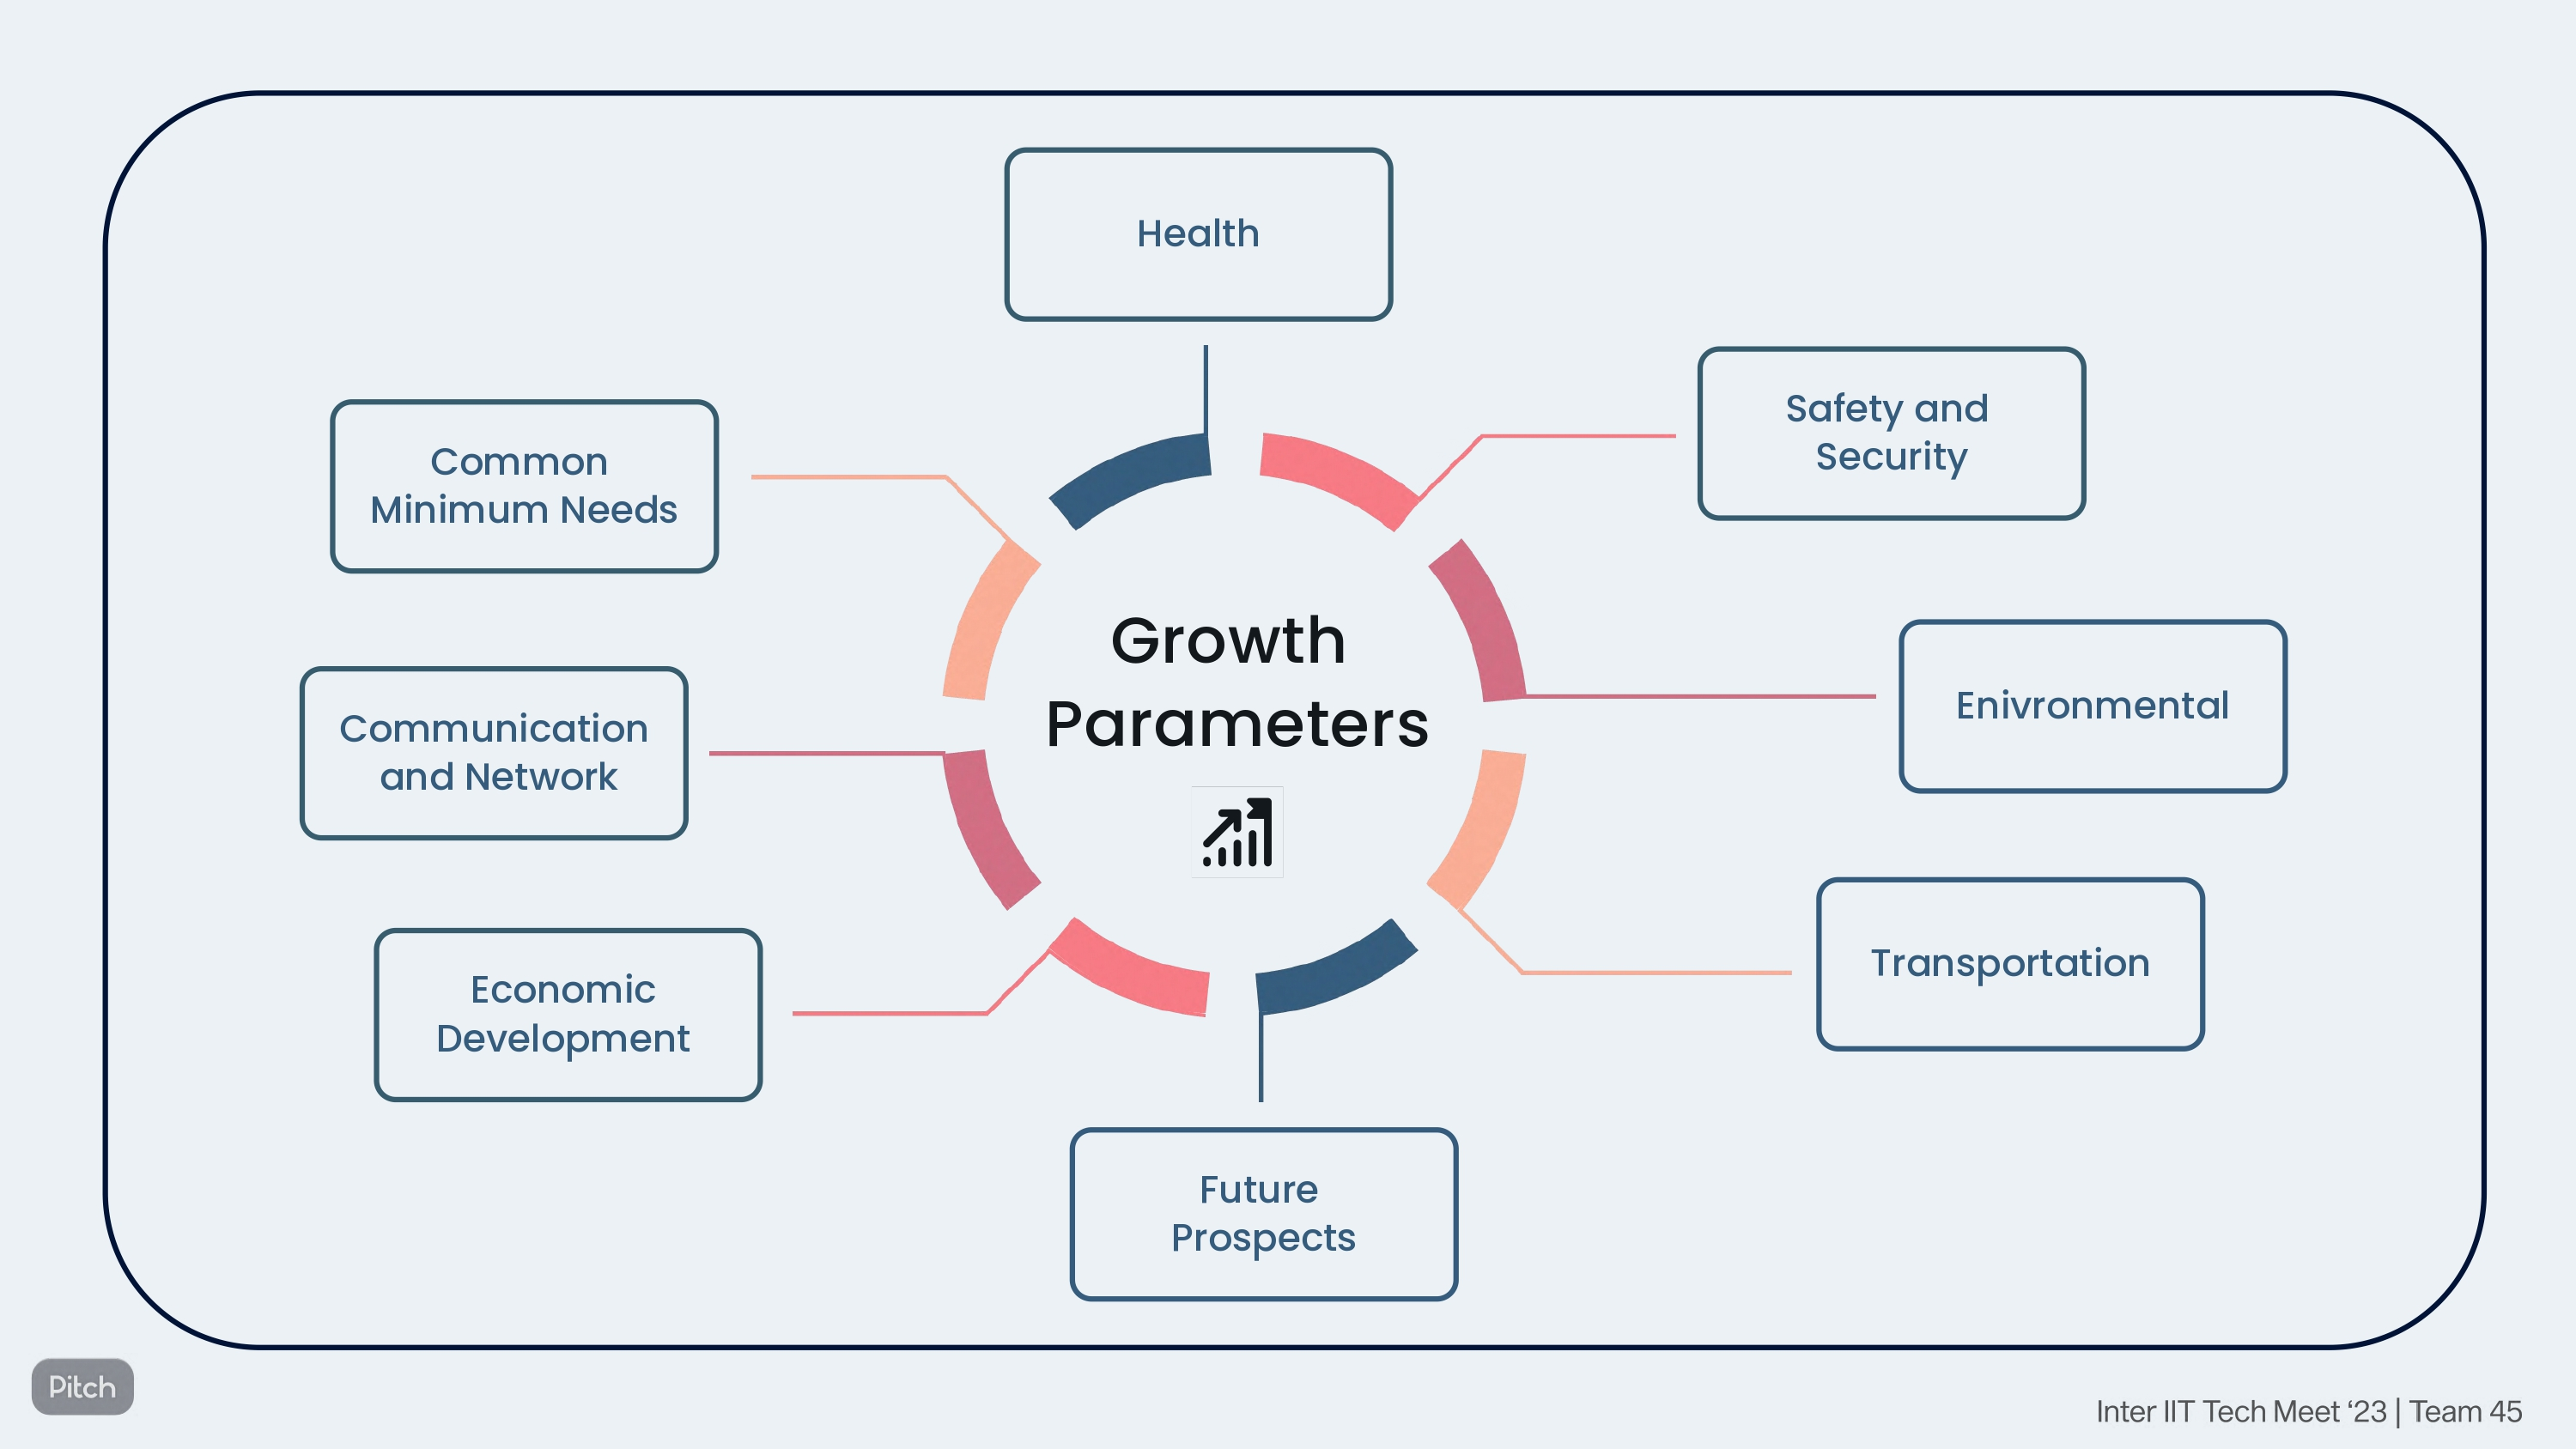 Health
Safety and
Security
Common
Minimum Needs
Growth
Parameters
Enivronmental
Communication
and Network
Transportation
Economic
Development
Future
Prospects
Pitch
Inter IIT Tech Meet ‘23 | Team 45